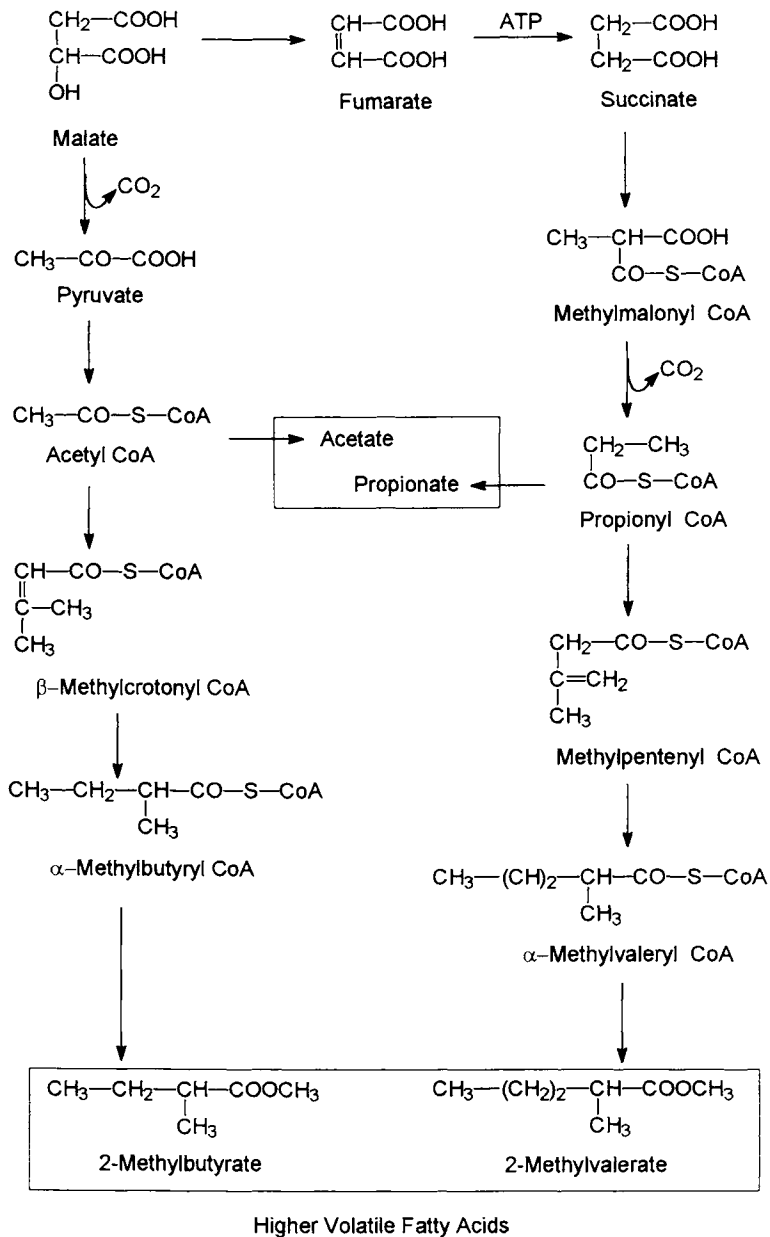 CH2—COOH
CH—COOH
OH
Malate
CH—COOH
CH—COOH
Fumarate
ATP
CH2—COOH
CH2—COOH
Succinate
CO2
CH3—CO—COOH
Pyruvate
CH3—CH—COOH
CO—S—CoA
Methylmalonyl CoA
CO2
CH3—CO—S—CoA
Acetyl CoA
Acetate
Propionate
CH2—CH3
CO—S—CoA
Propionyl CoA
CH—CO—S—CoA
C—CH3
CH3
β–Methylcrotonyl CoA
CH2—CO—S—CoA
C=CH2
CH3
Methylpentenyl CoA
CH3—CH2—CH—CO—S—CoA
CH3
α–Methylbutyryl CoA
CH3—(CH)2—CH—CO—S—CoA
CH3
α–Methylvaleryl CoA
CH3—CH2—CH—COOCH3
CH3
2-Methylbutyrate
CH3—(CH2)2—CH—COOCH3
CH3
2-Methylvalerate
Higher Volatile Fatty Acids